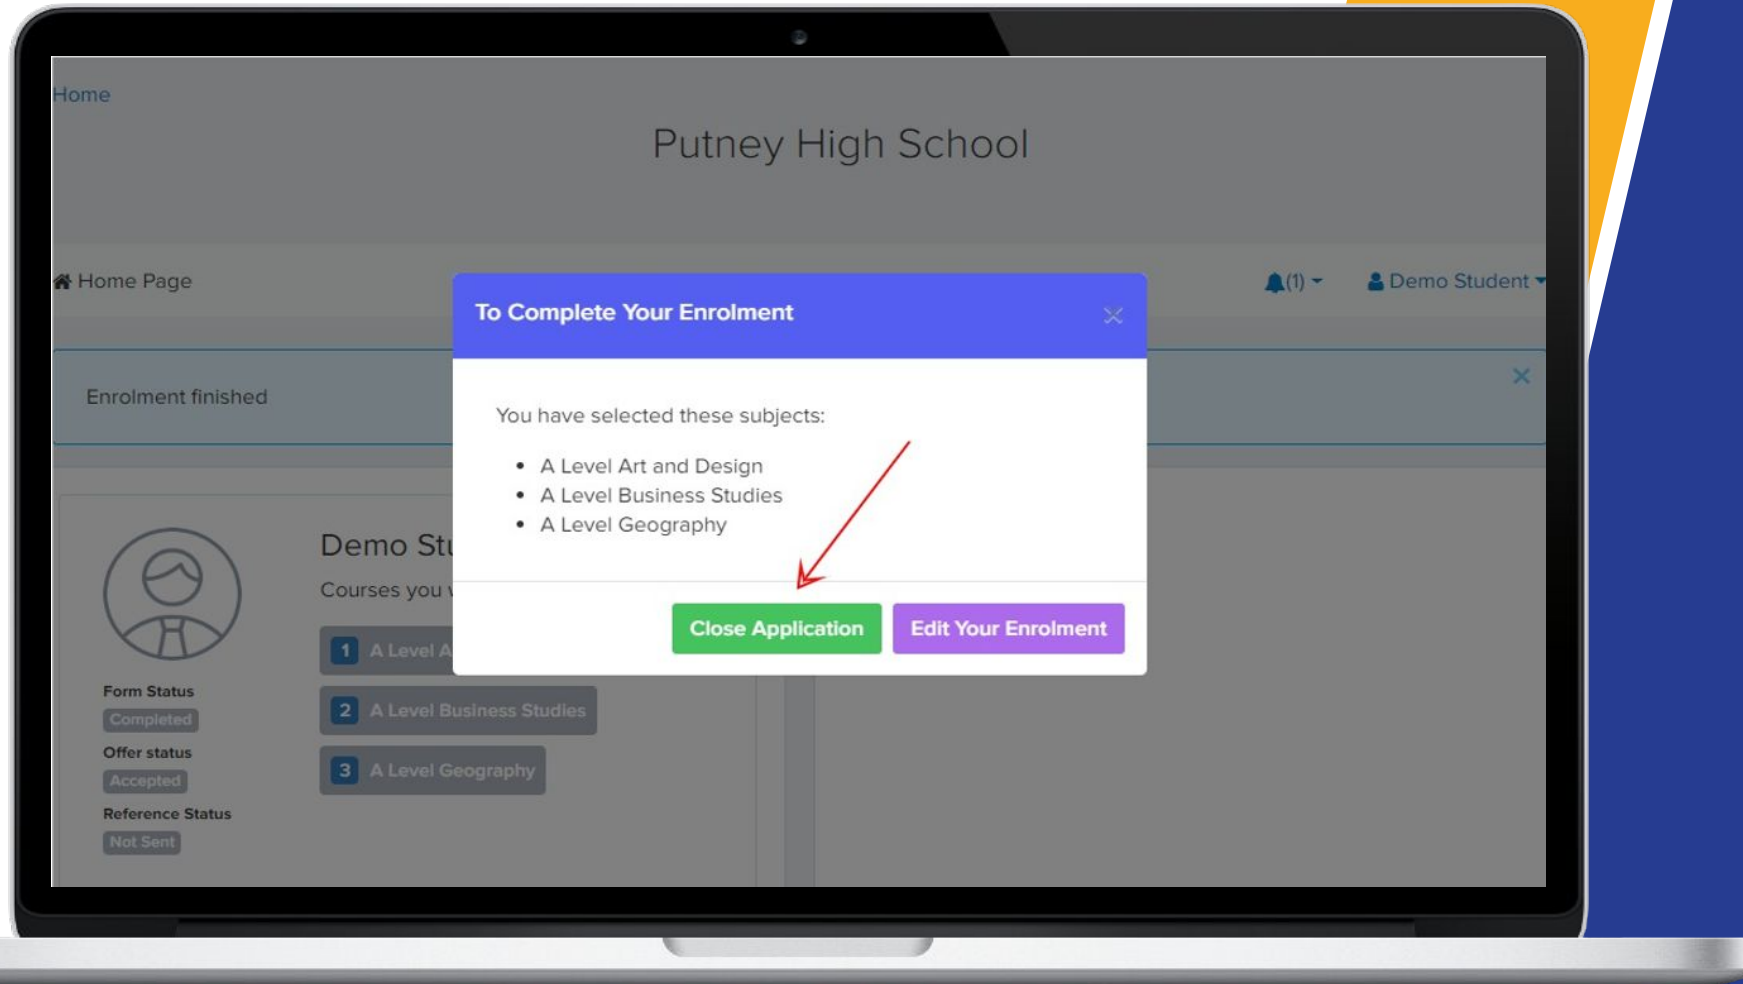 Home
Putney High School
Home Page
(1)
Demo Student
To Complete Your Enrolment
Enrolment finished
You have selected these subjects:
• A Level Art and Design
• A Level Business Studies
• A Level Geography
Close Application
Edit Your Enrolment
Demo Stu
Courses you
1 A Level A
2 A Level Business Studies
3 A Level Geography
Form Status
Completed
Offer status
Accepted
Reference Status
Not Sent